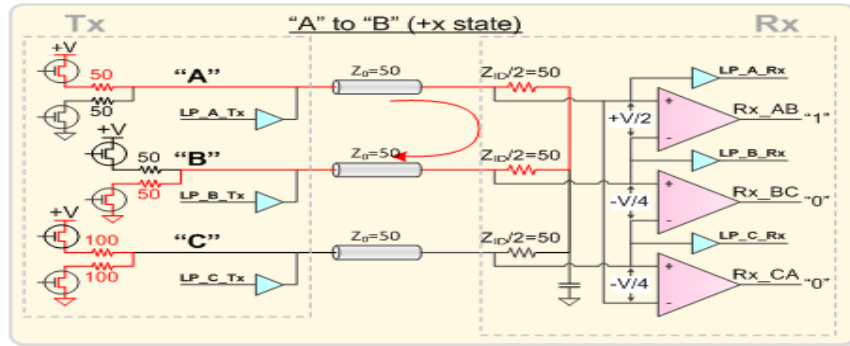 Tx "A" to "B" (+x state) Rx
+V
50
"A"
Z₀=50
Z_ID/2=50
LP_A_Rx
50
LP_A_Tx
Rx_AB
+V/2
"1"
+V
50
"B"
Z₀=50
Z_ID/2=50
LP_B_Rx
50
LP_B_Tx
Rx_BC
-V/4
"0"
+V
100
"C"
Z₀=50
Z_ID/2=50
LP_C_Rx
100
LP_C_Tx
Rx_CA
-V/4
"0"
+
-
+
-
+
-